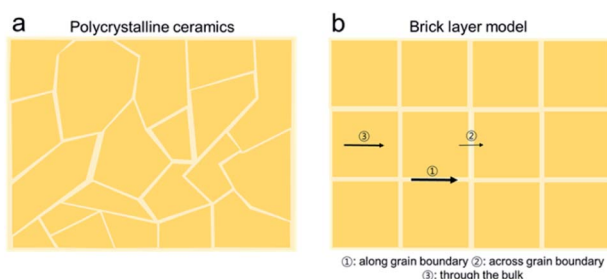 a
Polycrystalline ceramics
b
Brick layer model
③
②
①
①: along grain boundary ②: across grain boundary
③: through the bulk